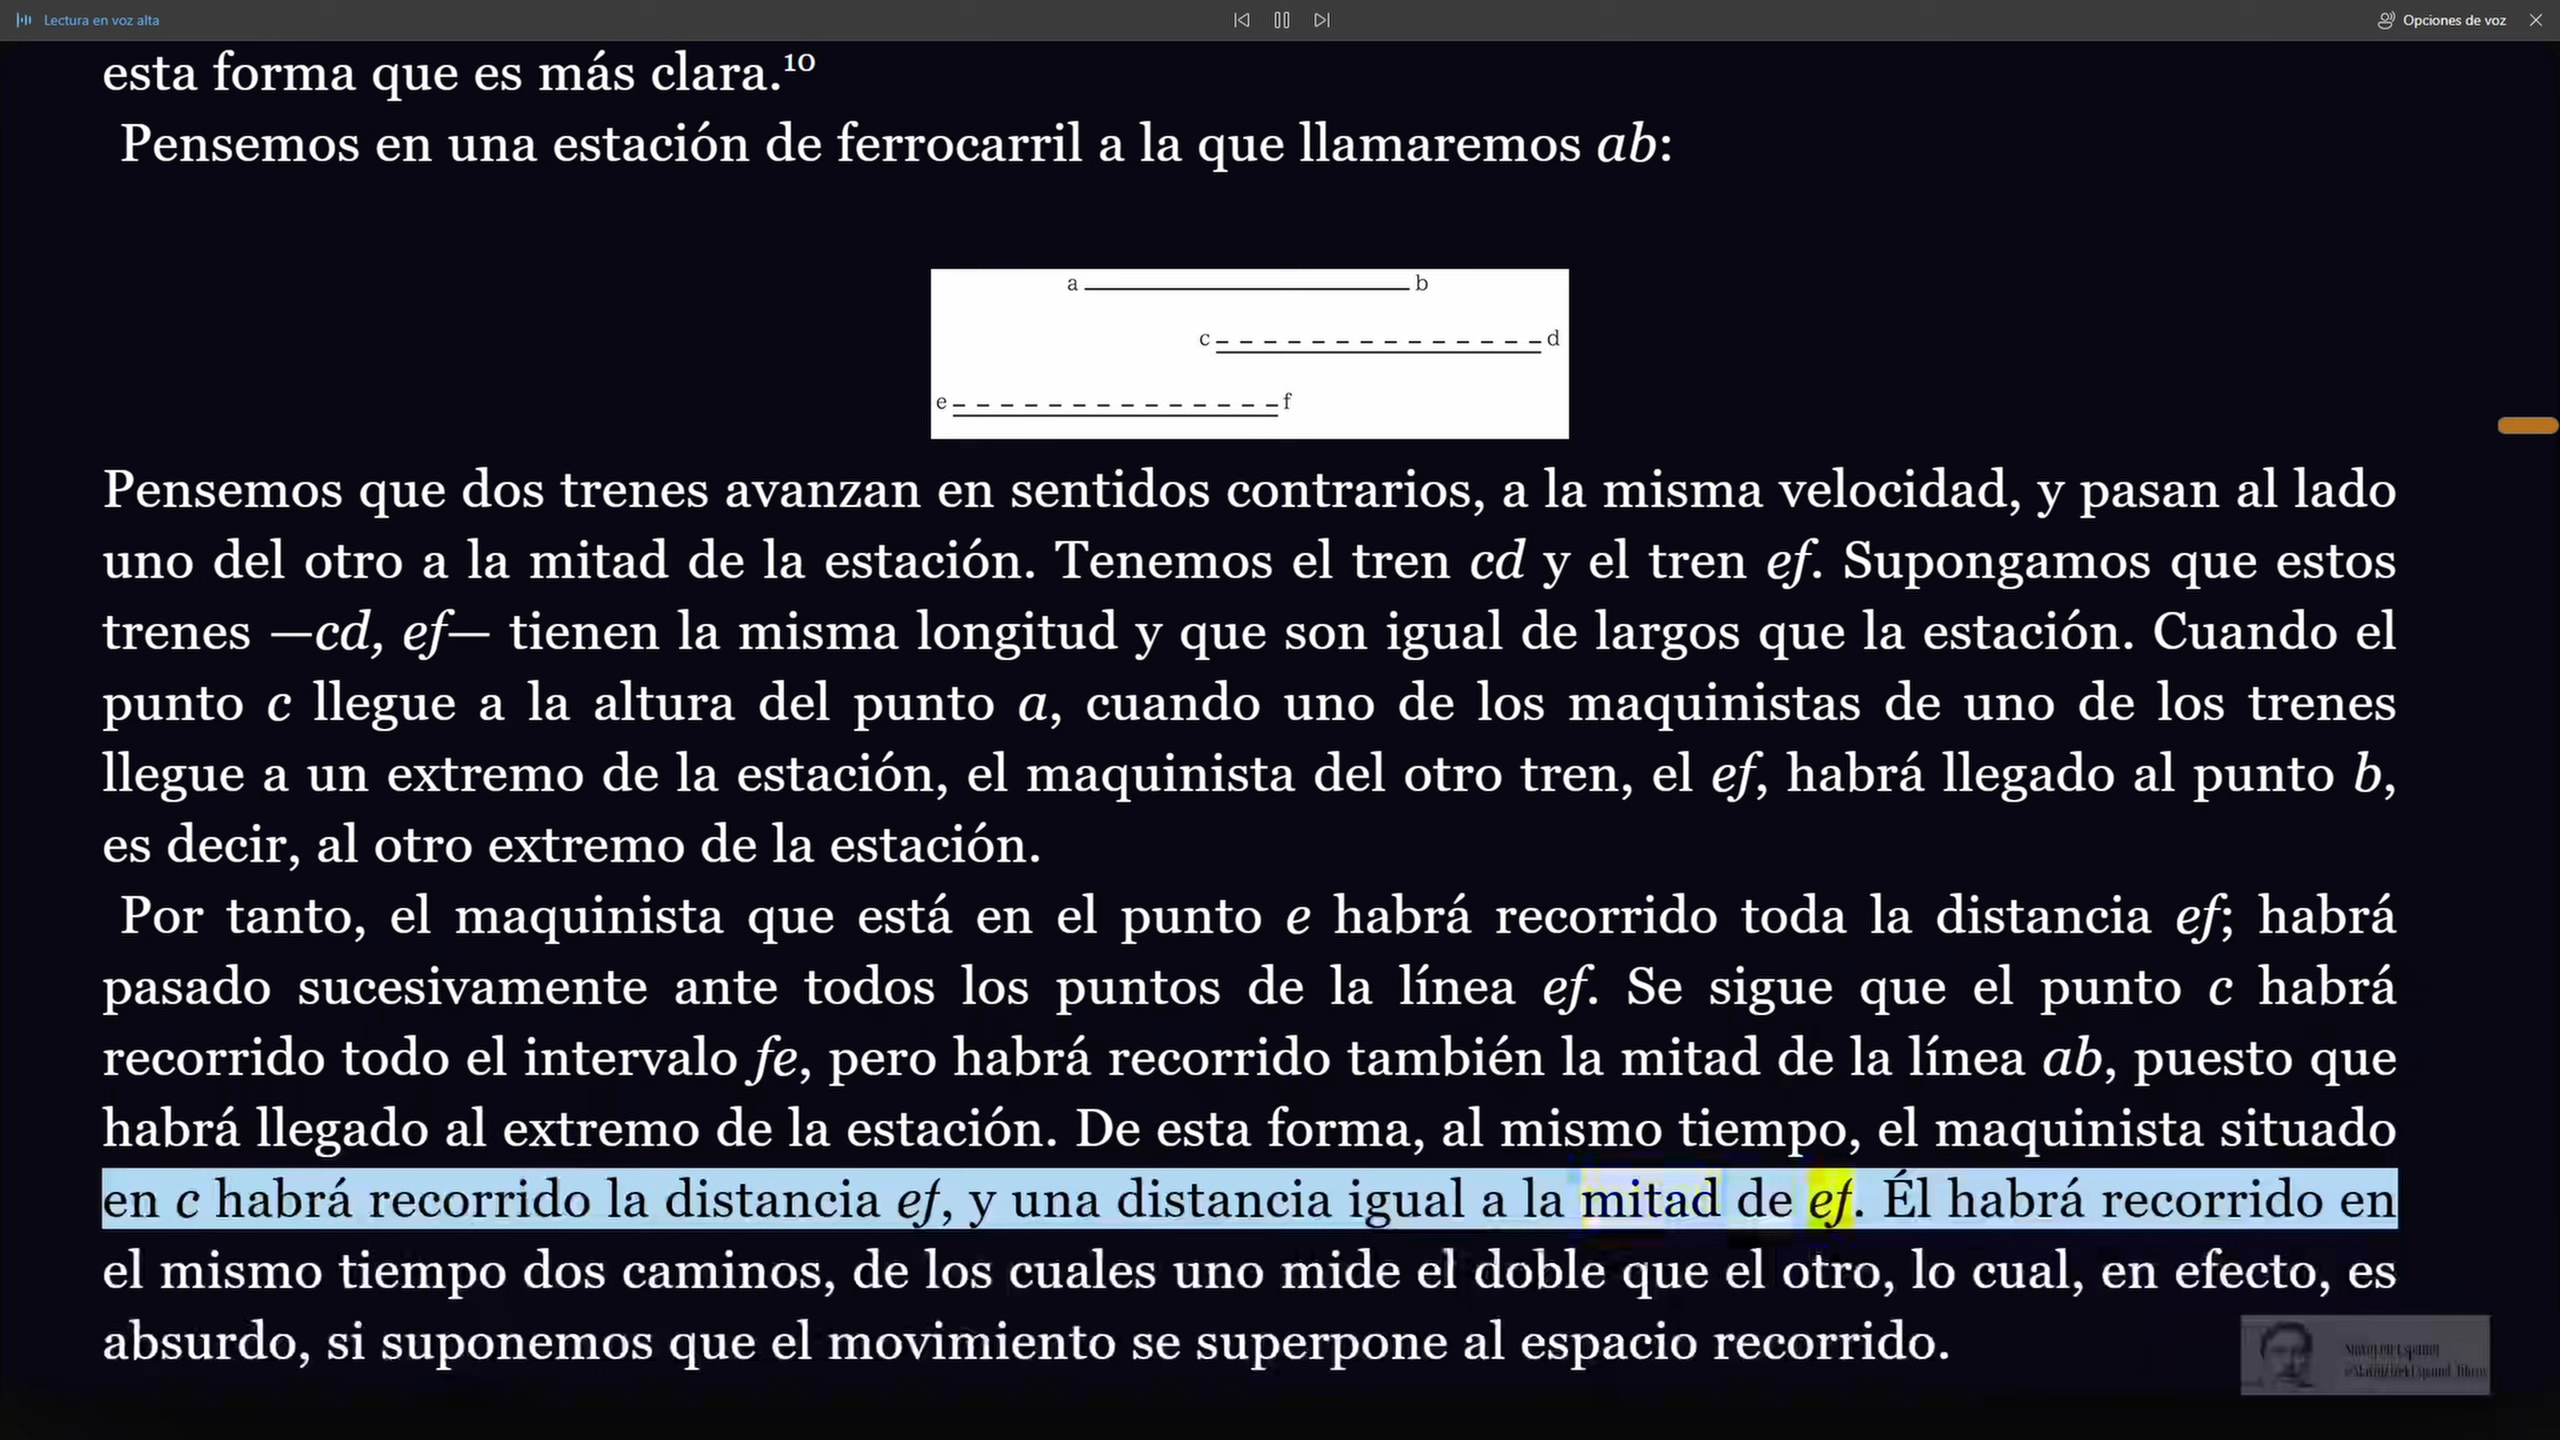 Lectura en voz alta
Opciones de voz
esta forma que es más clara.¹⁰
Pensemos en una estación de ferrocarril a la que llamaremos ab:
a b
c d
e f
Pensemos que dos trenes avanzan en sentidos contrarios, a la misma velocidad, y pasan al lado
uno del otro a la mitad de la estación. Tenemos el tren cd y el tren ef. Supongamos que estos
trenes —cd, ef— tienen la misma longitud y que son igual de largos que la estación. Cuando el
punto c llegue a la altura del punto a, cuando uno de los maquinistas de uno de los trenes
llegue a un extremo de la estación, el maquinista del otro tren, el ef, habrá llegado al punto b,
es decir, al otro extremo de la estación.
Por tanto, el maquinista que está en el punto e habrá recorrido toda la distancia ef; habrá
pasado sucesivamente ante todos los puntos de la línea ef. Se sigue que el punto c habrá
recorrido todo el intervalo fe, pero habrá recorrido también la mitad de la línea ab, puesto que
habrá llegado al extremo de la estación. De esta forma, al mismo tiempo, el maquinista situado
en c habrá recorrido la distancia ef, y una distancia igual a la mitad de ef. Él habrá recorrido en
el mismo tiempo dos caminos, de los cuales uno mide el doble que el otro, lo cual, en efecto, es
absurdo, si suponemos que el movimiento se superpone al espacio recorrido.